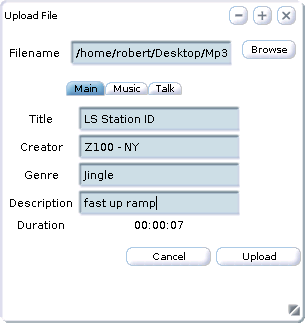 Upload File
Filename /home/robert/Desktop/Mp3 Browse
Main Music Talk
Title LS Station ID
Creator Z100 - NY
Genre Jingle
Description fast up ramp
Duration 00:00:07
Cancel Upload